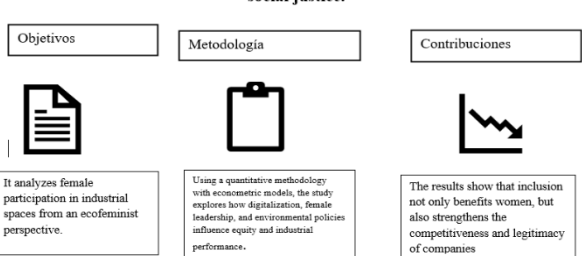 social justice.
Objetivos
Metodología
Contribuciones
It analyzes female
participation in industrial
spaces from an ecofeminist
perspective.
Using a quantitative methodology
with econometric models, the study
explores how digitalization, female
leadership, and environmental policies
influence equity and industrial
performance.
The results show that inclusion
not only benefits women, but
also strengthens the
competitiveness and legitimacy
of companies